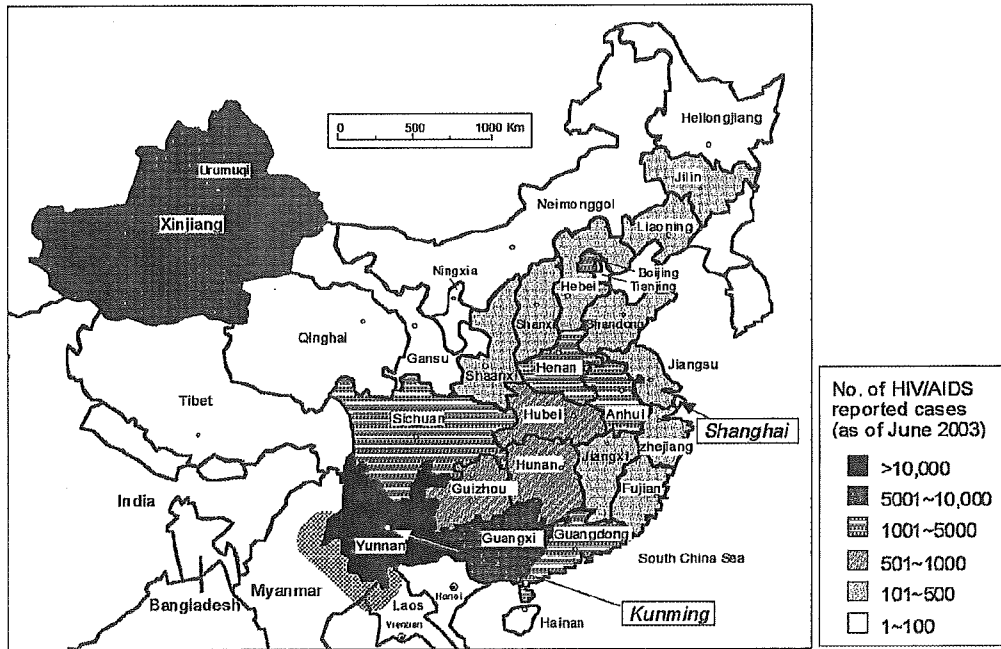 Heilongjiang
0 500 1000 Km
Jilin
Urumuqi
Neimonggol
Liaoning
Xinjiang
Boijing
Ningxia
Hebei Tianjing
Shanxi
Shandong
Qinghai
Gansu
Jiangsu
Shaanxi
Henan
Tibet
Hubei
Anhui
Sichuan
Shanghai
zhejiang
Hunan
Jiangxi
Guizhou
India
Fujian
Guangxi
Guangdong
Yunnan
South China Sea
Myanmar
Bangladesh
Laos
Hanoi
Vientian
Kunming
Hainan
No. of HIV/AIDS
reported cases
(as of June 2003)
>10,000
5001~10,000
1001~5000
501~1000
101~500
1~100